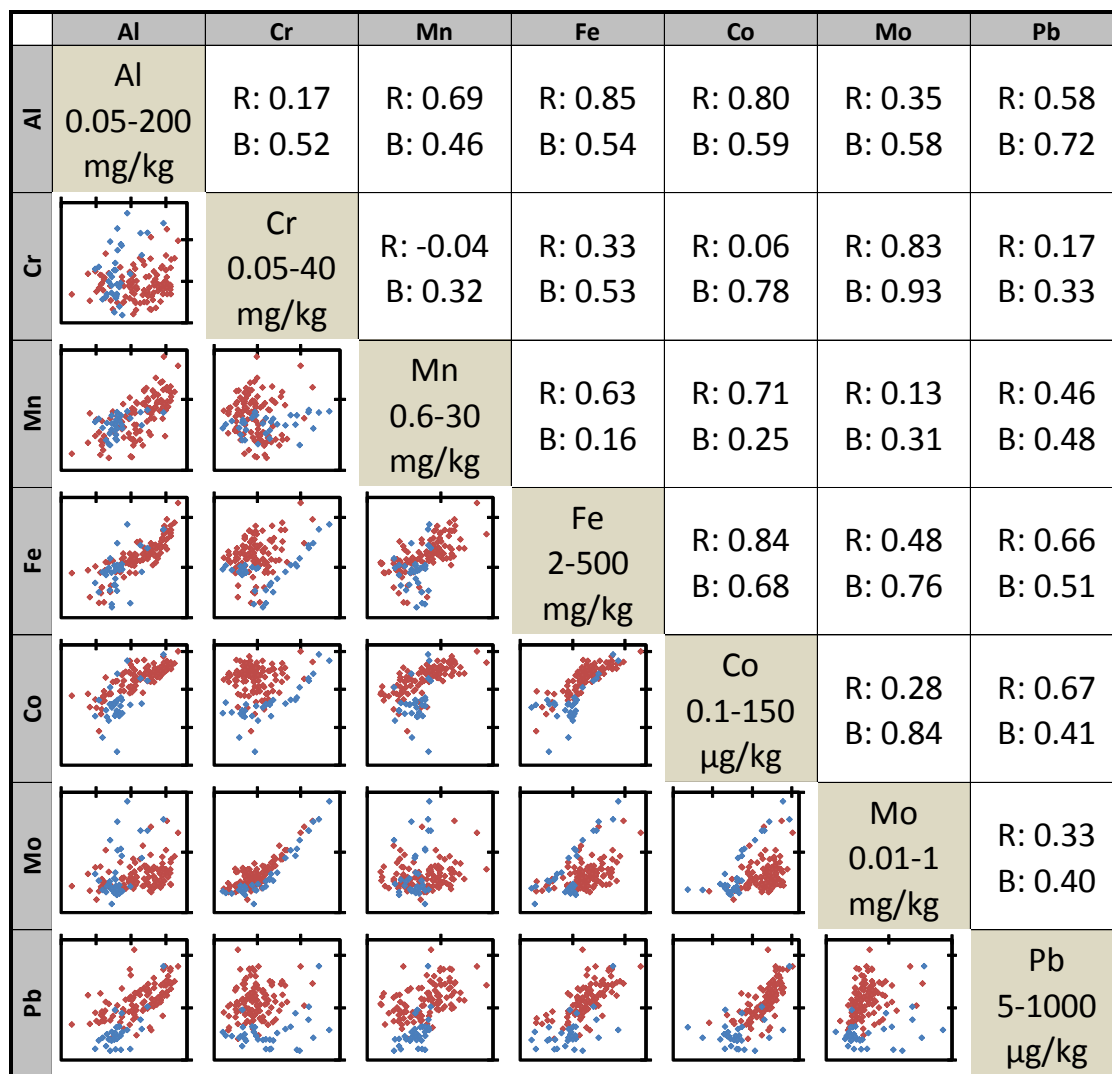 Al Cr Mn Fe Co Mo Pb
Al
Al
0.05-200
mg/kg
R: 0.17
B: 0.52
R: 0.69
B: 0.46
R: 0.85
B: 0.54
R: 0.80
B: 0.59
R: 0.35
B: 0.58
R: 0.58
B: 0.72
Cr
Cr
0.05-40
mg/kg
R: -0.04
B: 0.32
R: 0.33
B: 0.53
R: 0.06
B: 0.78
R: 0.83
B: 0.93
R: 0.17
B: 0.33
Mn
Mn
0.6-30
mg/kg
R: 0.63
B: 0.16
R: 0.71
B: 0.25
R: 0.13
B: 0.31
R: 0.46
B: 0.48
Fe
Fe
2-500
mg/kg
R: 0.84
B: 0.68
R: 0.48
B: 0.76
R: 0.66
B: 0.51
Co
Co
0.1-150
µg/kg
R: 0.28
B: 0.84
R: 0.67
B: 0.41
Mo
Mo
0.01-1
mg/kg
R: 0.33
B: 0.40
Pb
Pb
5-1000
µg/kg